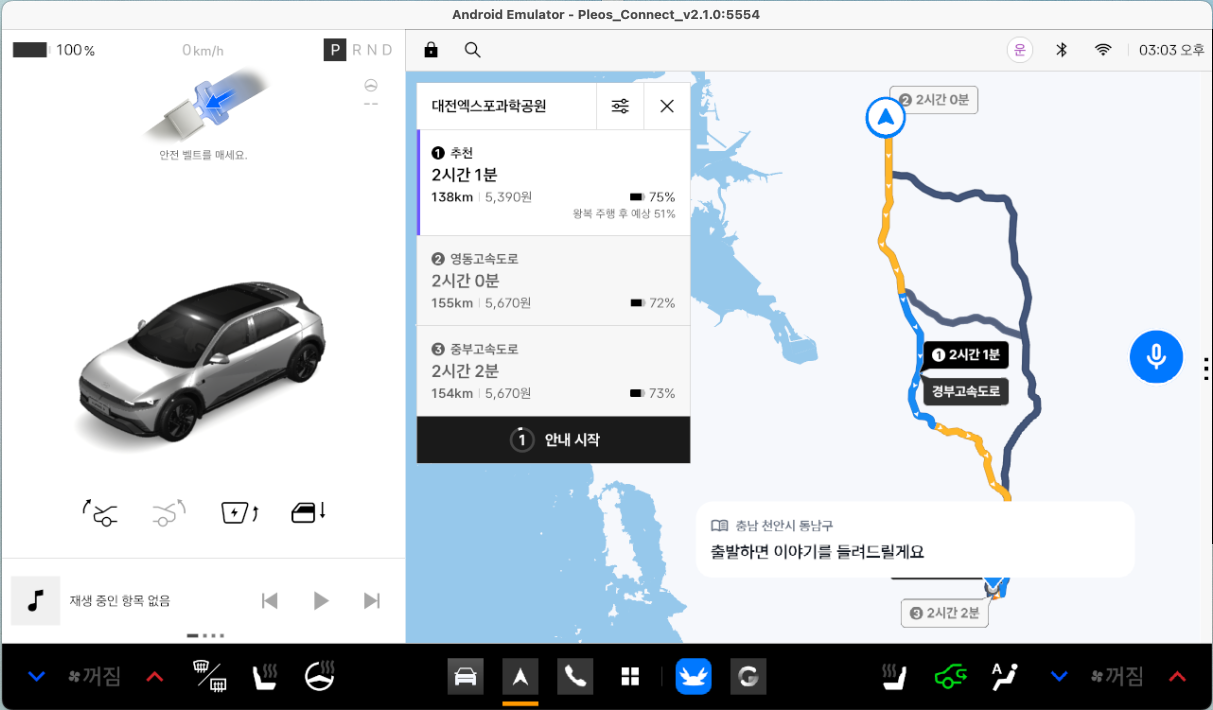 Android Emulator - Pleos_Connect_v2.1.0:5554
100 %
0 km/h
P R N D
운
03:03 오후
안전 벨트를 매세요.
--
대전엑스포과학공원
1 추천
2시간 1분
138km | 5,390원
75%
왕복 주행 후 예상 51%
2 영동고속도로
2시간 0분
155km | 5,670원
72%
3 중부고속도로
2시간 2분
154km | 5,670원
73%
1 안내 시작
2 2시간 0분
1 2시간 1분
경부고속도로
충남 천안시 동남구
출발하면 이야기를 들려드릴게요
3 2시간 2분
재생 중인 항목 없음
꺼짐
G
A
꺼짐